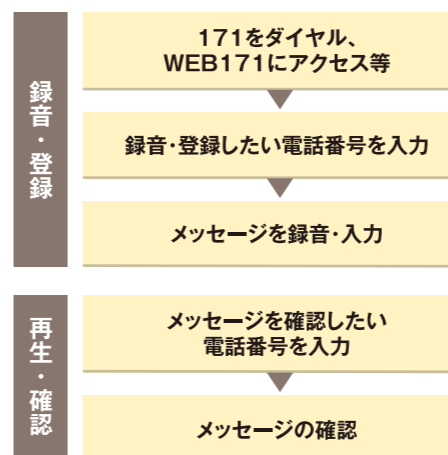 録音・登録
171をダイヤル、
WEB171にアクセス等
録音・登録したい電話番号を入力
メッセージを録音・入力
再生・確認
メッセージを確認したい
電話番号を入力
メッセージの確認